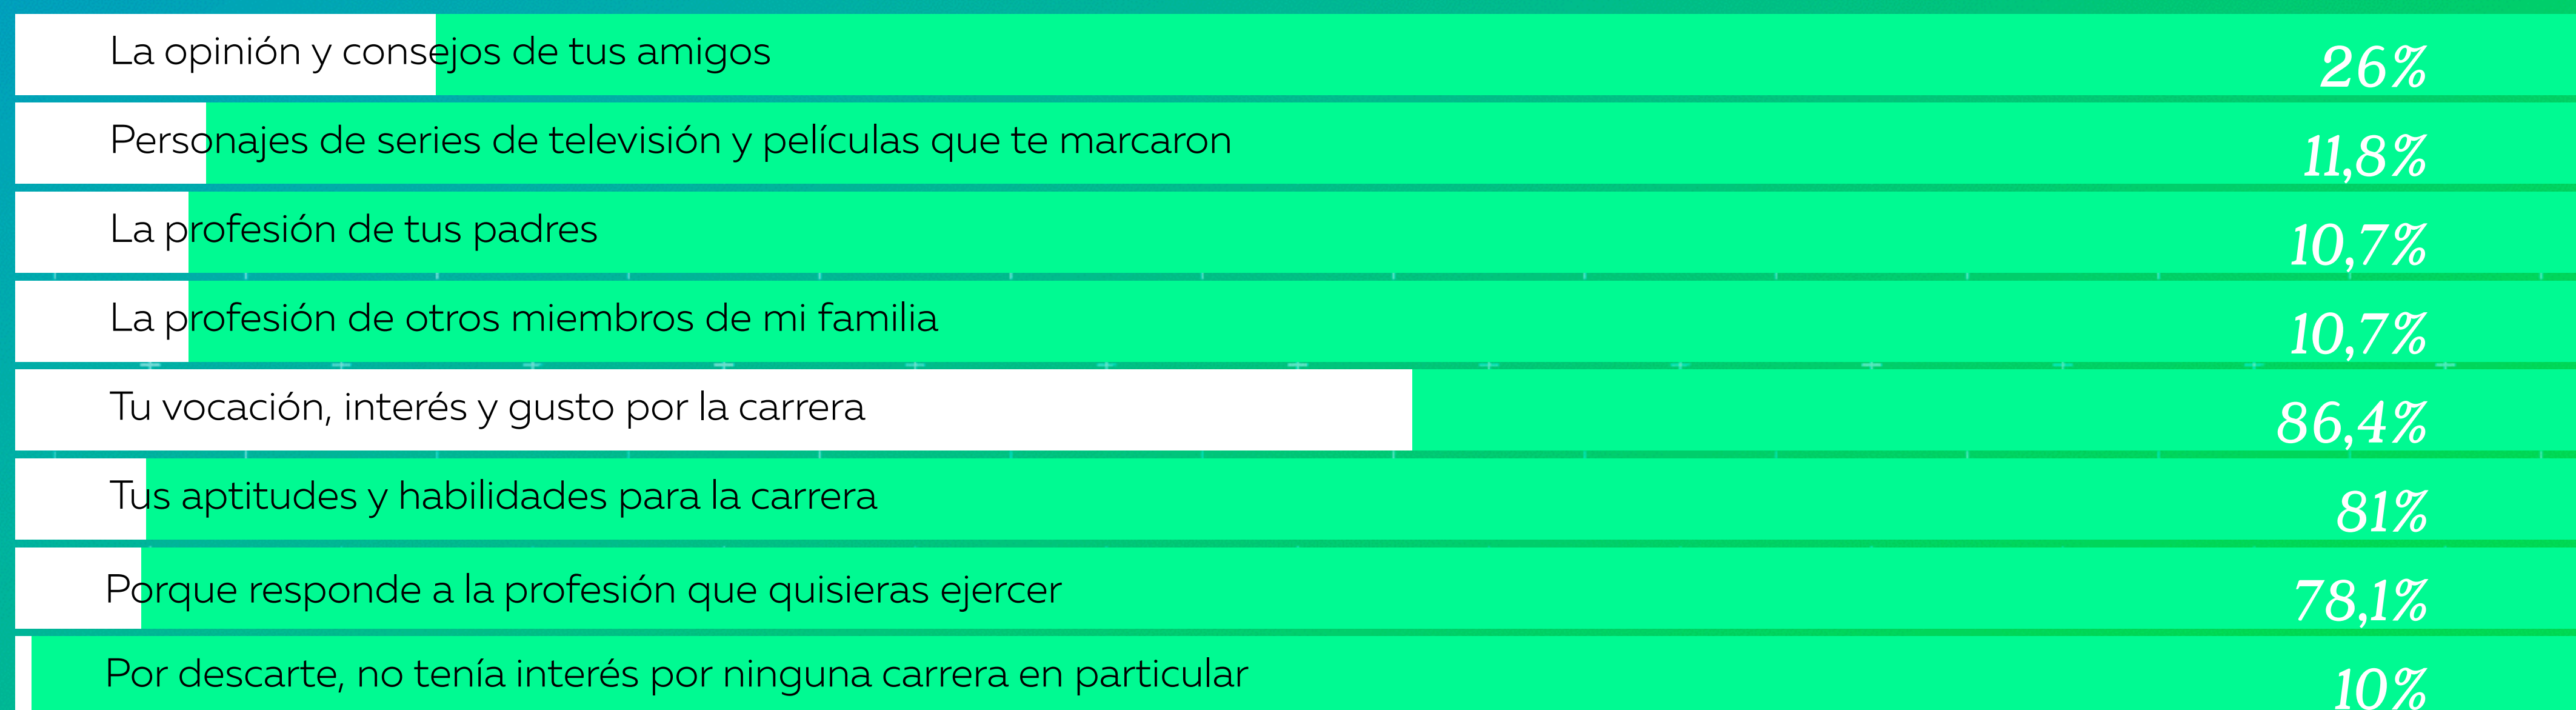 La opinión y consejos de tus amigos 26%
Personajes de series de televisión y películas que te marcaron 11,8%
La profesión de tus padres 10,7%
La profesión de otros miembros de mi familia 10,7%
Tu vocación, interés y gusto por la carrera 86,4%
Tus aptitudes y habilidades para la carrera 81%
Porque responde a la profesión que quisieras ejercer 78,1%
Por descarte, no tenía interés por ninguna carrera en particular 10%